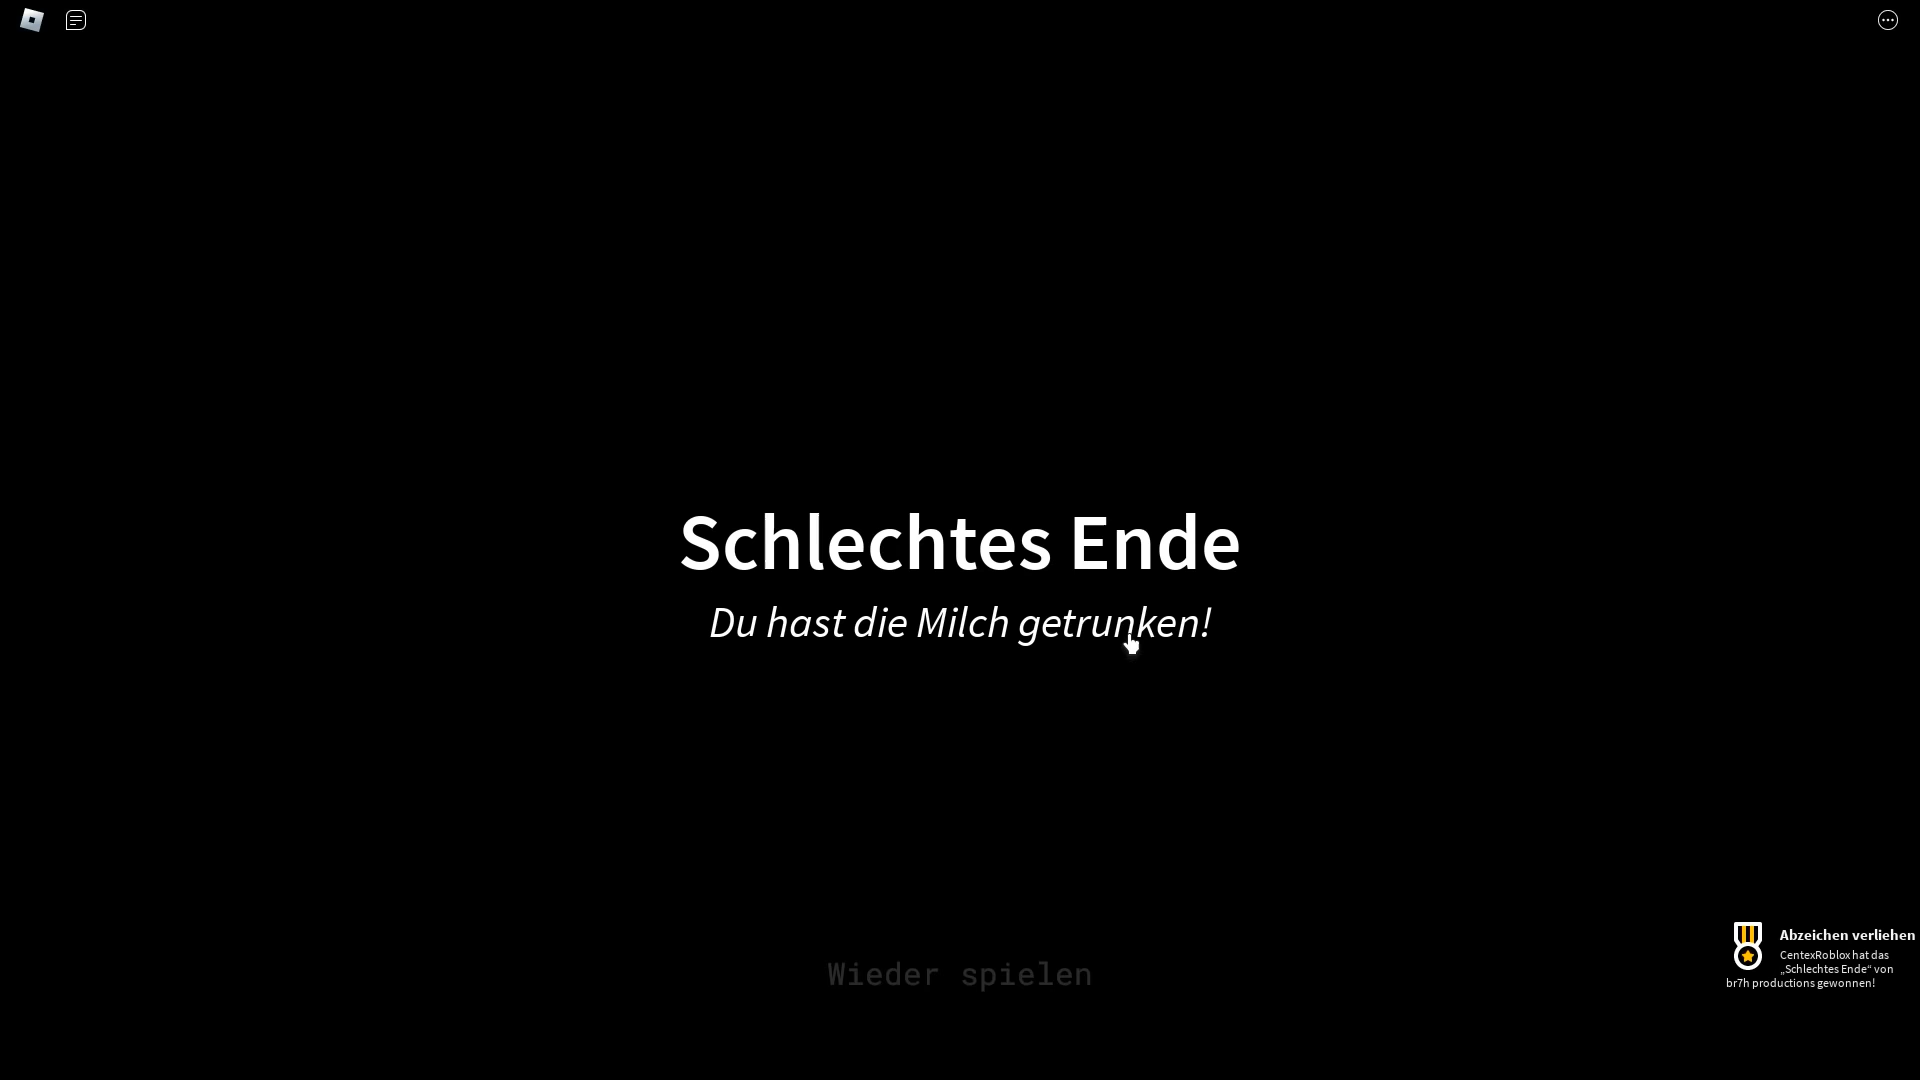 Schlechtes Ende
Du hast die Milch getrunken!
Abzeichen verliehen
CentexRoblox hat das
„Schlechtes Ende“ von
br7h productions gewonnen!
Wieder spielen